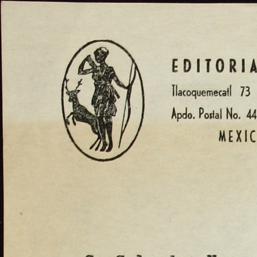 EDITORIA
Tlacoquemecatl 73
Apdo. Postal No. 44
MEXIC